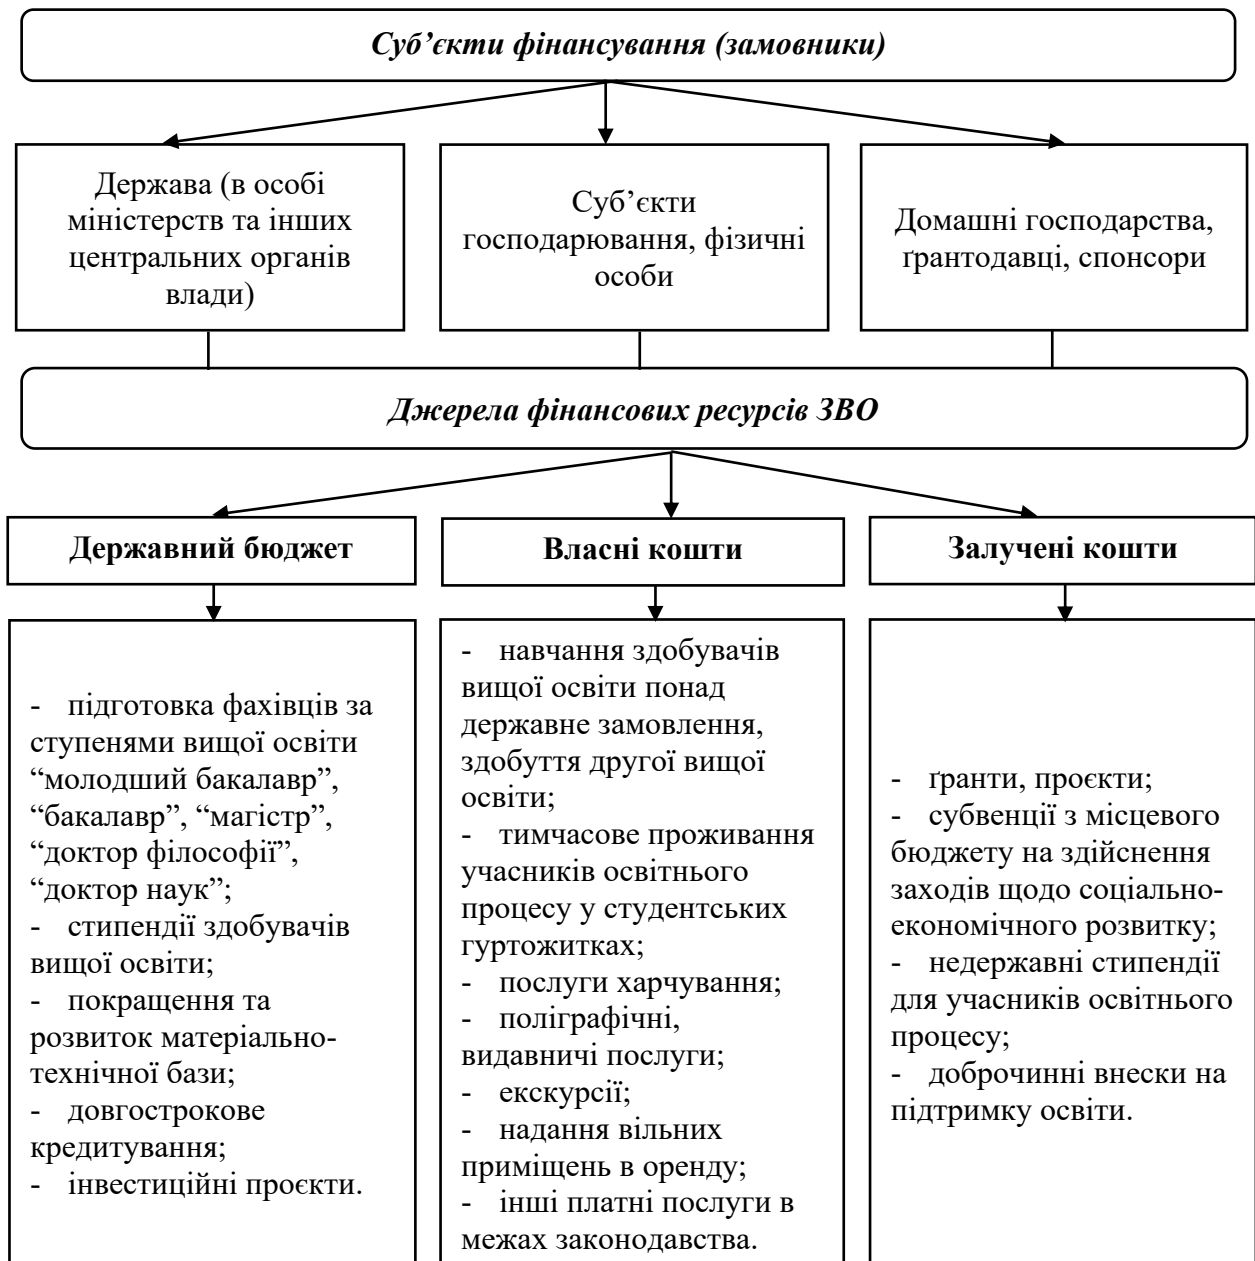 Суб’єкти фінансування (замовники)
Держава (в особі
міністерств та інших
центральних органів
влади)
Суб’єкти
господарювання, фізичні
особи
Домашні господарства,
ґрантодавці, спонсори
Джерела фінансових ресурсів ЗВО
Державний бюджет
Власні кошти
Залучені кошти
- підготовка фахівців за
ступенями вищої освіти
“молодший бакалавр”,
“бакалавр”, “магістр”,
“доктор філософії”,
“доктор наук”;
- стипендії здобувачів
вищої освіти;
- покращення та
розвиток матеріально-
технічної бази;
- довгострокове
кредитування;
- інвестиційні проєкти.
- навчання здобувачів
вищої освіти понад
державне замовлення,
здобуття другої вищої
освіти;
- тимчасове проживання
учасників освітнього
процесу у студентських
гуртожитках;
- послуги харчування;
- поліграфічні,
видавничі послуги;
- екскурсії;
- надання вільних
приміщень в оренду;
- інші платні послуги в
межах законодавства.
- ґранти, проєкти;
- субвенції з місцевого
бюджету на здійснення
заходів щодо соціально-
економічного розвитку;
- недержавні стипендії
для учасників освітнього
процесу;
- доброчинні внески на
підтримку освіти.